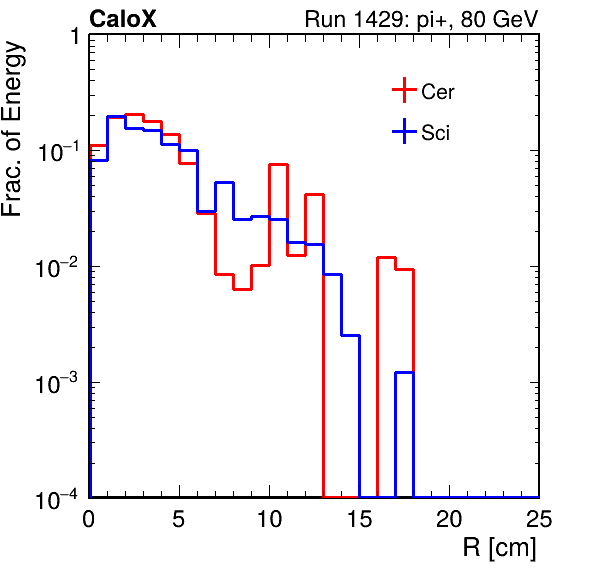 CaloX Run 1429: pi+, 80 GeV
Frac. of Energy
1
10⁻¹
10⁻²
10⁻³
10⁻⁴
Cer
Sci
0 5 10 15 20 25
R [cm]